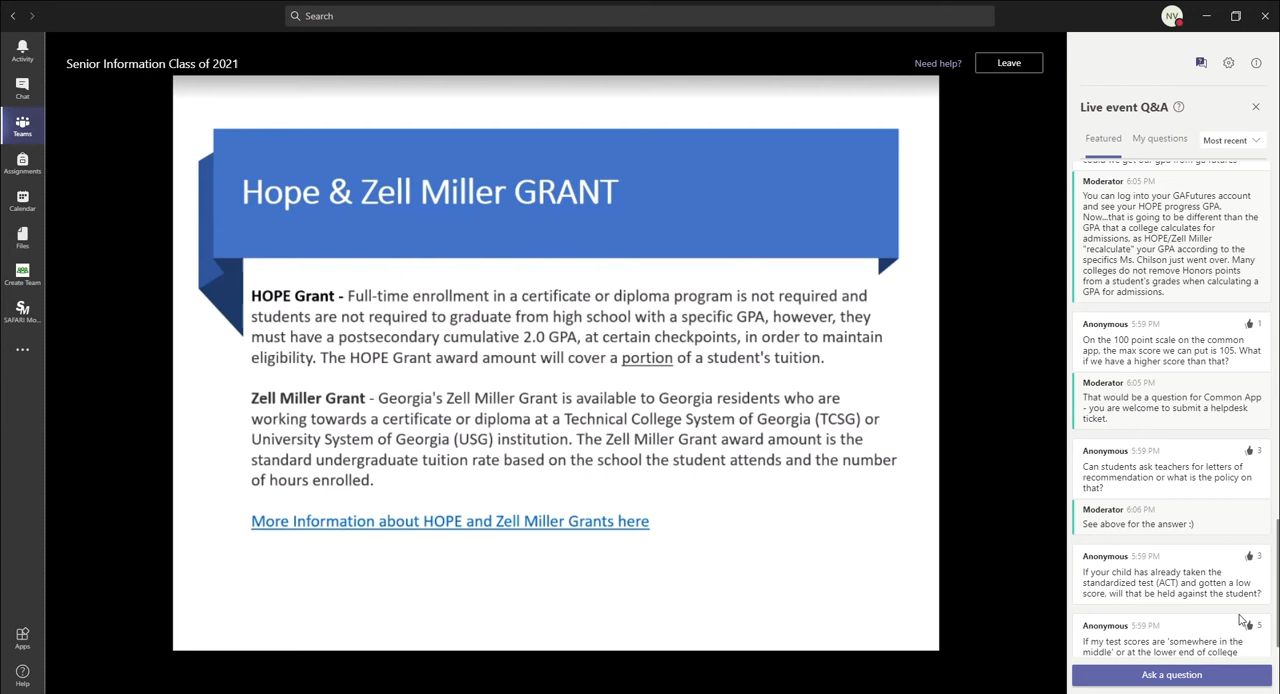 Search
NV
Activity
Chat
Teams
Assignments
Calendar
Files
Create Team
SAFARI Mo...
Apps
Help
Senior Information Class of 2021
Need help?
Leave
Hope & Zell Miller GRANT
HOPE Grant - Full-time enrollment in a certificate or diploma program is not required and
students are not required to graduate from high school with a specific GPA, however, they
must have a postsecondary cumulative 2.0 GPA, at certain checkpoints, in order to maintain
eligibility. The HOPE Grant award amount will cover a portion of a student's tuition.
Zell Miller Grant - Georgia's Zell Miller Grant is available to Georgia residents who are
working towards a certificate or diploma at a Technical College System of Georgia (TCSG) or
University System of Georgia (USG) institution. The Zell Miller Grant award amount is the
standard undergraduate tuition rate based on the school the student attends and the number
of hours enrolled.
More Information about HOPE and Zell Miller Grants here
Live event Q&A
Featured My questions Most recent
could we get our gpa from ga futures
Moderator 6:05 PM
You can log into your GAFutures account
and see your HOPE progress GPA.
Now...that is going to be different than the
GPA that a college calculates for
admissions, as HOPE/Zell Miller
"recalculate" your GPA according to the
specifics Ms. Chilson just went over. Many
colleges do not remove Honors points
from a student's grades when calculating a
GPA for admissions.
Anonymous 5:59 PM 1
On the 100 point scale on the common
app, the max score we can put is 105. What
if we have a higher score than that?
Moderator 6:05 PM
That would be a question for Common App
- you are welcome to submit a helpdesk
ticket.
Anonymous 5:59 PM 3
Can students ask teachers for letters of
recommendation or what is the policy on
that?
Moderator 6:06 PM
See above for the answer :)
Anonymous 5:59 PM 3
If your child has already taken the
standardized test (ACT) and gotten a low
score, will that be held against the student?
Anonymous 5:59 PM 5
If my test scores are 'somewhere in the
middle' or at the lower end of college
Ask a question